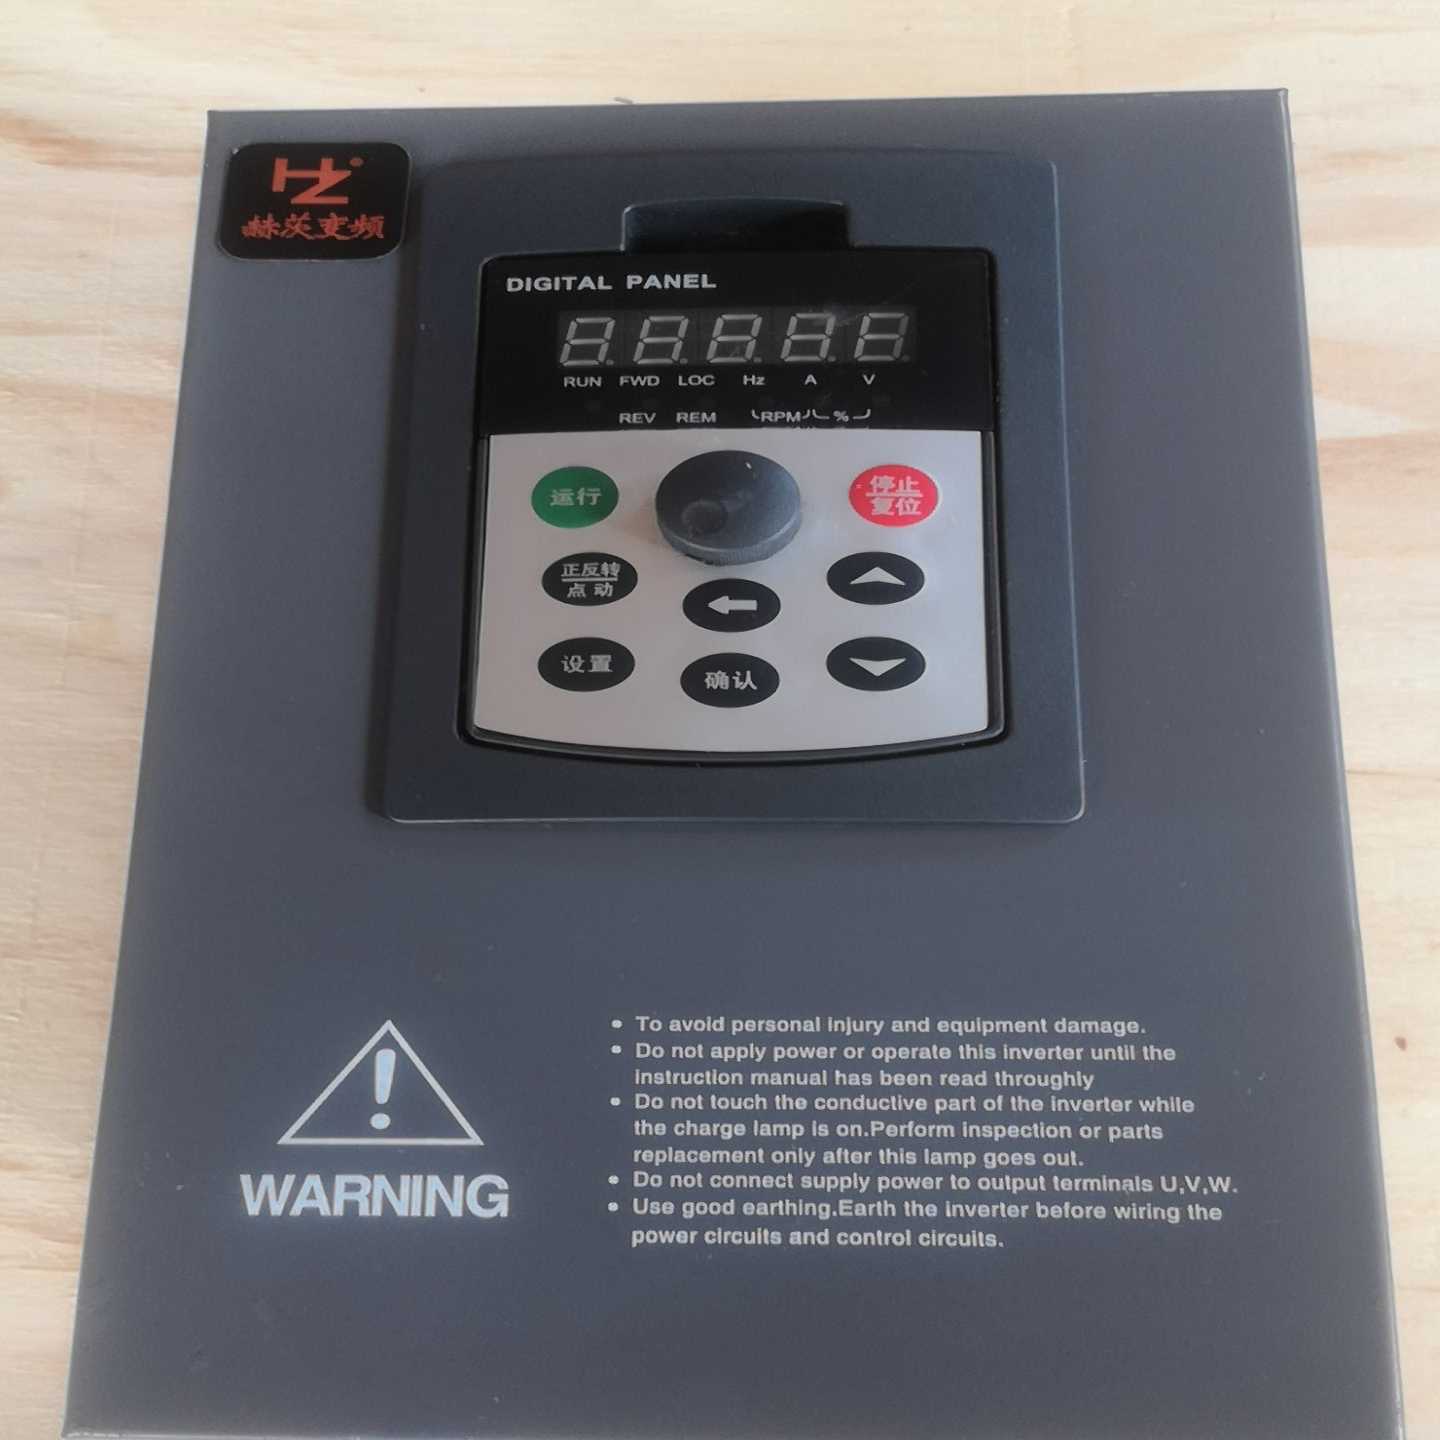 HZ
赫茨变频
DIGITAL PANEL
8.8.8.8.8.
RUN FWD LOC Hz A V
REV REM RPM %
运行
停止
复位
正反转
点动
设置
确认
WARNING
• To avoid personal injury and equipment damage.
• Do not apply power or operate this inverter until the
instruction manual has been read throughly
• Do not touch the conductive part of the inverter while
the charge lamp is on.Perform inspection or parts
replacement only after this lamp goes out.
• Do not connect supply power to output terminals U,V,W.
• Use good earthing.Earth the inverter before wiring the
power circuits and control circuits.